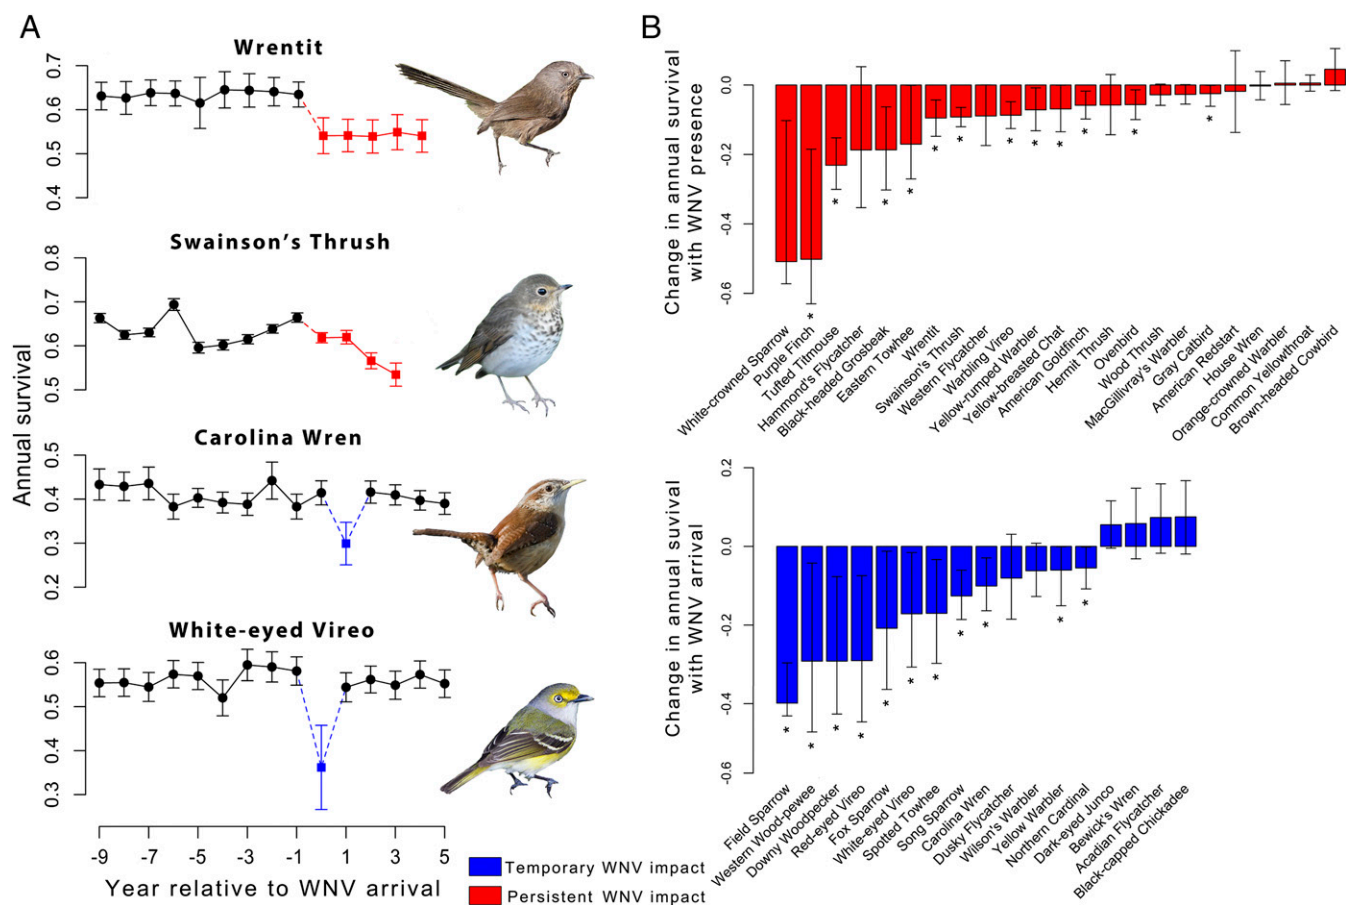 A
Wrentit
0.7
0.6
0.5
0.4
Swainson's Thrush
0.8
0.7
0.6
0.5
Annual survival
Carolina Wren
0.5
0.4
0.3
0.2
White-eyed Vireo
0.6
0.5
0.4
0.3
-9 -7 -5 -3 -1 1 3 5
Year relative to WNV arrival
Temporary WNV impact
Persistent WNV impact
B
Change in annual survival
with WNV presence
0.0
-0.2
-0.4
-0.6
* * * * * * * * * * * *
White-crowned Sparrow
Purple Finch
Tufted Titmouse
Hammond's Flycatcher
Black-headed Grosbeak
Eastern Towhee
Wrentit
Swainson's Thrush
Western Flycatcher
Warbling Vireo
Yellow-rumped Warbler
Yellow-breasted Chat
American Goldfinch
Hermit Thrush
Ovenbird
Wood Thrush
MacGillivray's Warbler
Gray Catbird
American Redstart
House Wren
Orange-crowned Warbler
Common Yellowthroat
Brown-headed Cowbird
Change in annual suvival
with WNV arrival
0.2
0.0
-0.2
-0.4
-0.6
* * * * * * * * * * *
Field Sparrow
Western Wood-pewee
Downy Woodpecker
Red-eyed Vireo
Fox Sparrow
White-eyed Vireo
Spotted Towhee
Song Sparrow
Carolina Wren
Dusky Flycatcher
Wilson's Warbler
Yellow Warbler
Northern Cardinal
Dark-eyed Junco
Bewick's Wren
Acadian Flycatcher
Black-capped Chickadee